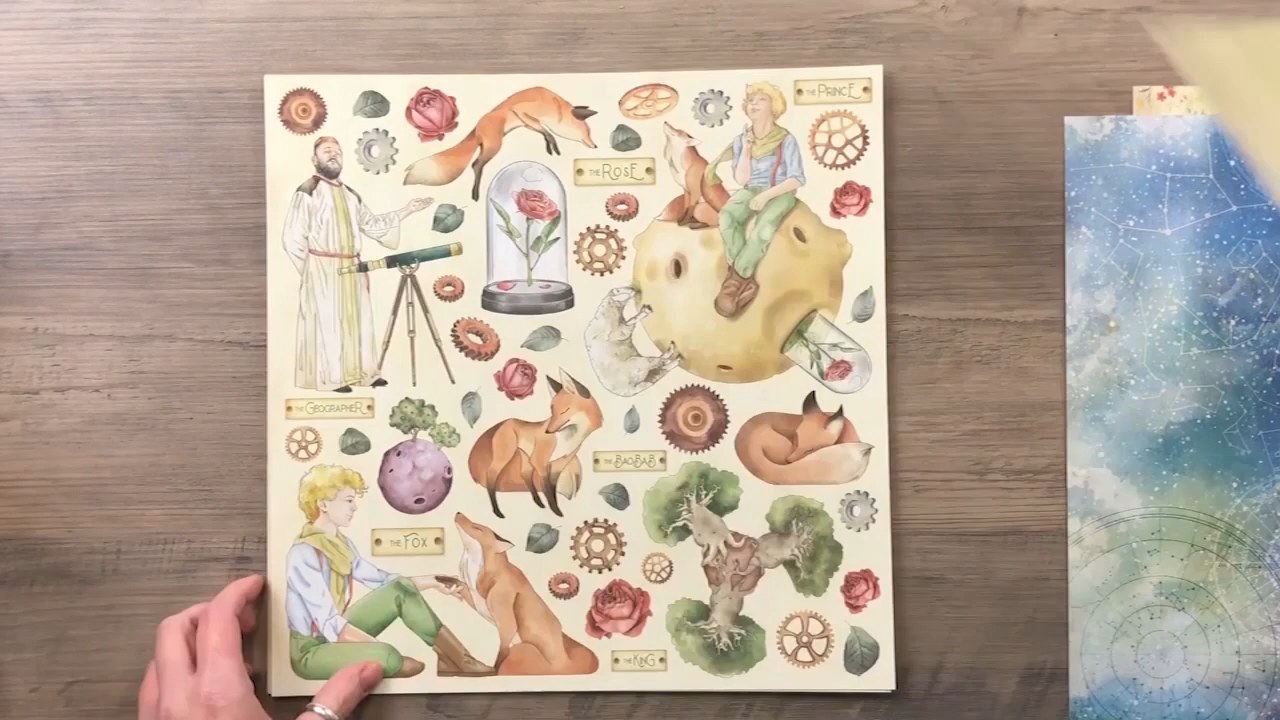 THE PRINCE
THE ROSE
THE GEOGRAPHER
THE BAOBAB
THE FOX
THE KING